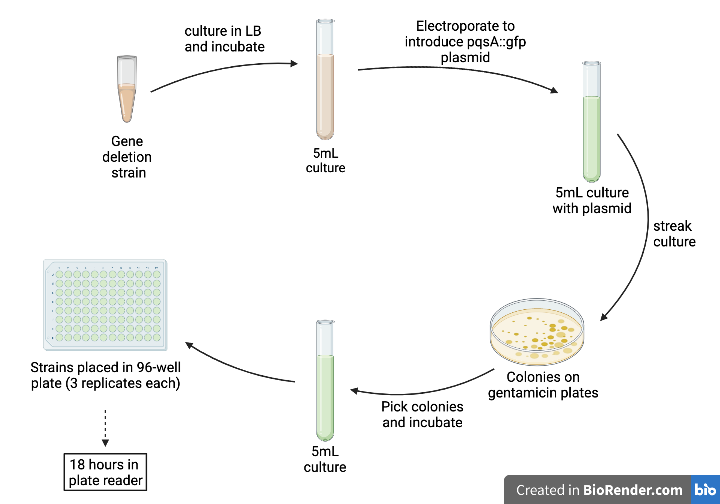 culture in LB
and incubate
Electroporate to
introduce pqsA::gfp
plasmid
Gene
deletion
strain
5mL
culture
5mL culture
with plasmid
streak
culture
Colonies on
gentamicin plates
Pick colonies
and incubate
5mL
culture
Strains placed in 96-well
plate (3 replicates each)
18 hours in
plate reader
Created in BioRender.com bio